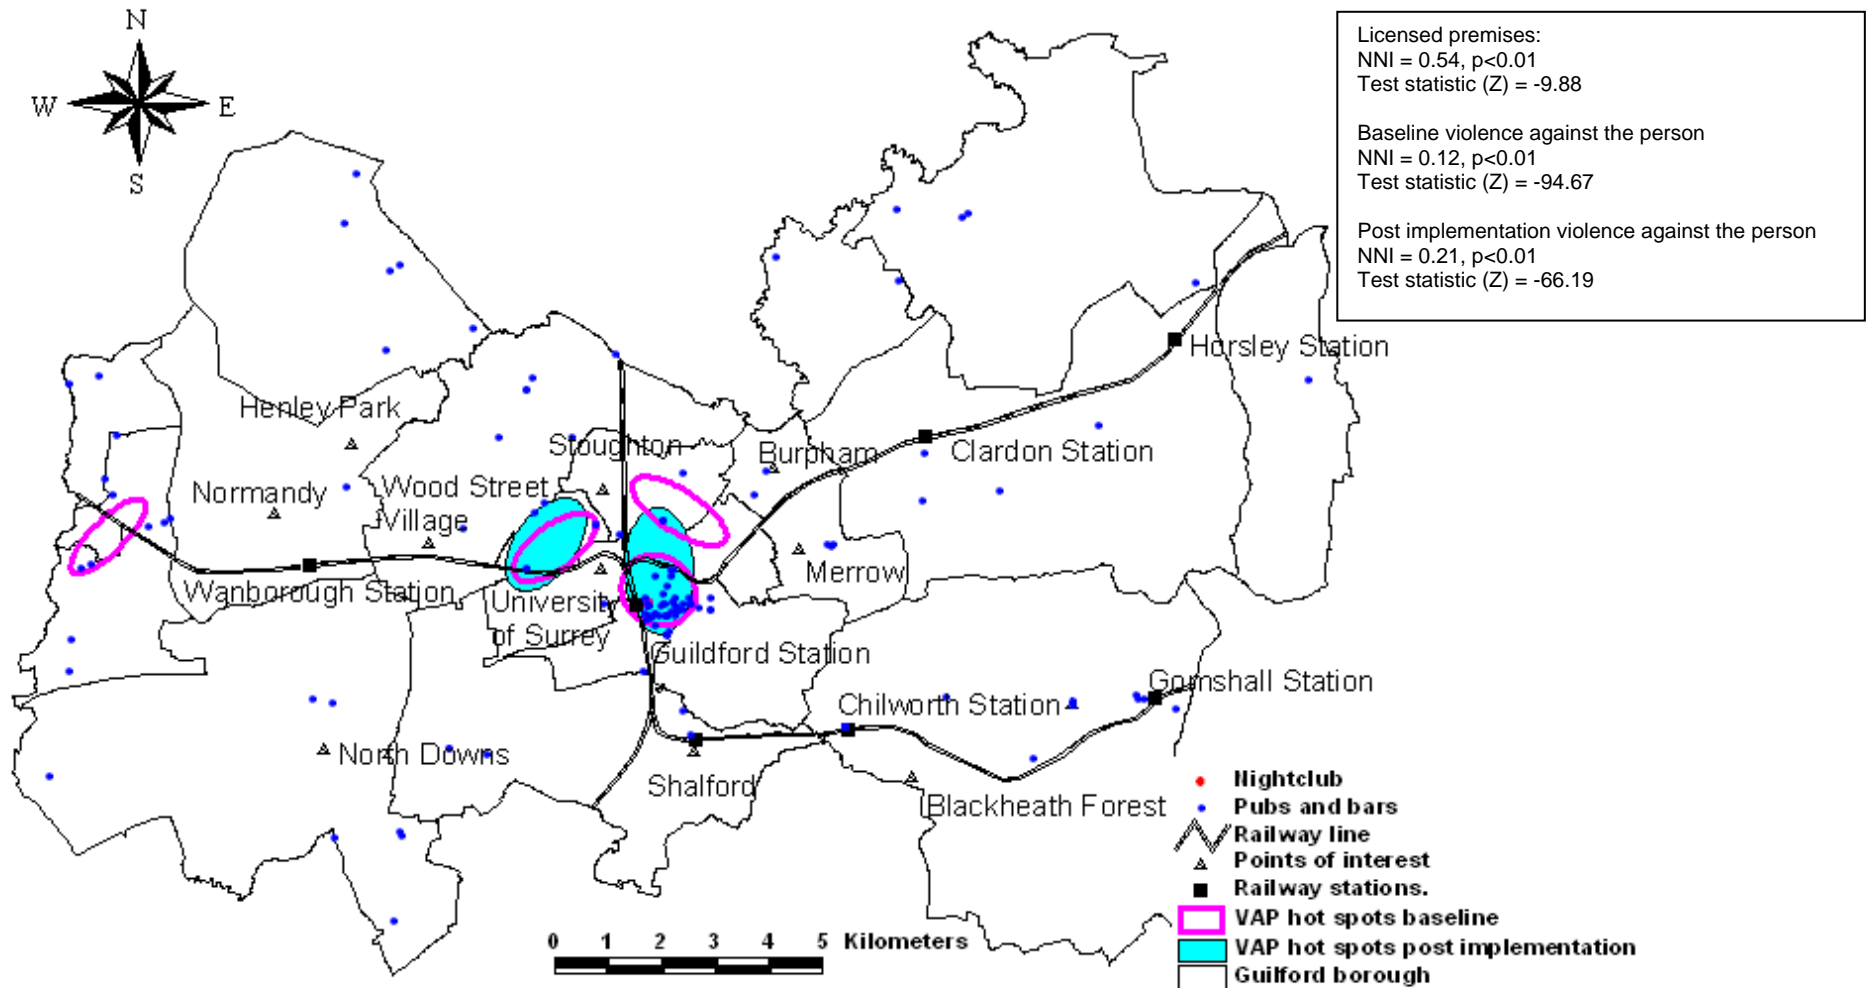 N
W
E
S
Licensed premises:
NNI = 0.54, p<0.01
Test statistic (Z) = -9.88
Baseline violence against the person
NNI = 0.12, p<0.01
Test statistic (Z) = -94.67
Post implementation violence against the person
NNI = 0.21, p<0.01
Test statistic (Z) = -66.19
Horsley Station
Henley Park
Stoughton
Burpham
Clardon Station
Normandy
Wood Street
Village
Wanborough Station
Universit
of Surrey
Merrow
Guildford Station
Chilworth Station
Gomshall Station
North Downs
Shalford
Blackheath Forest
Nightclub
Pubs and bars
Railway line
Points of interest
Railway stations.
VAP hot spots baseline
VAP hot spots post implementation
Guilford borough
0 1 2 3 4 5 Kilometers